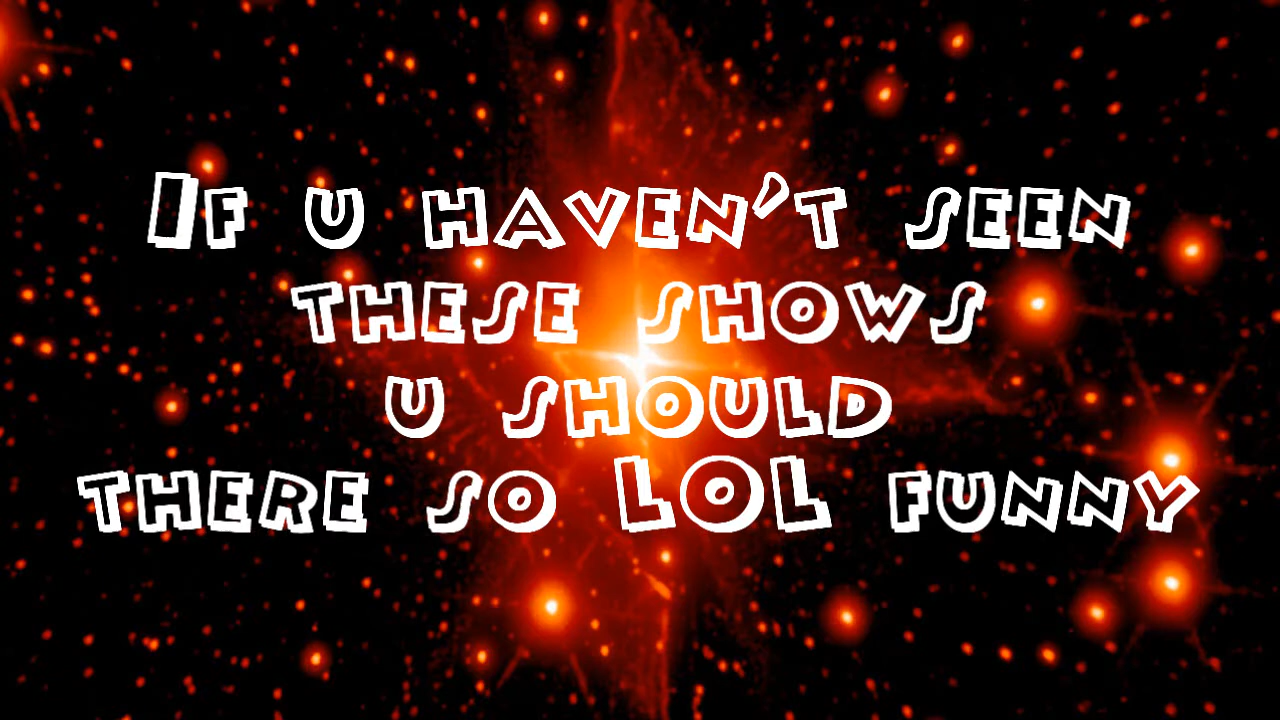 If u haven't seen
these shows
u should
there so LOL funny